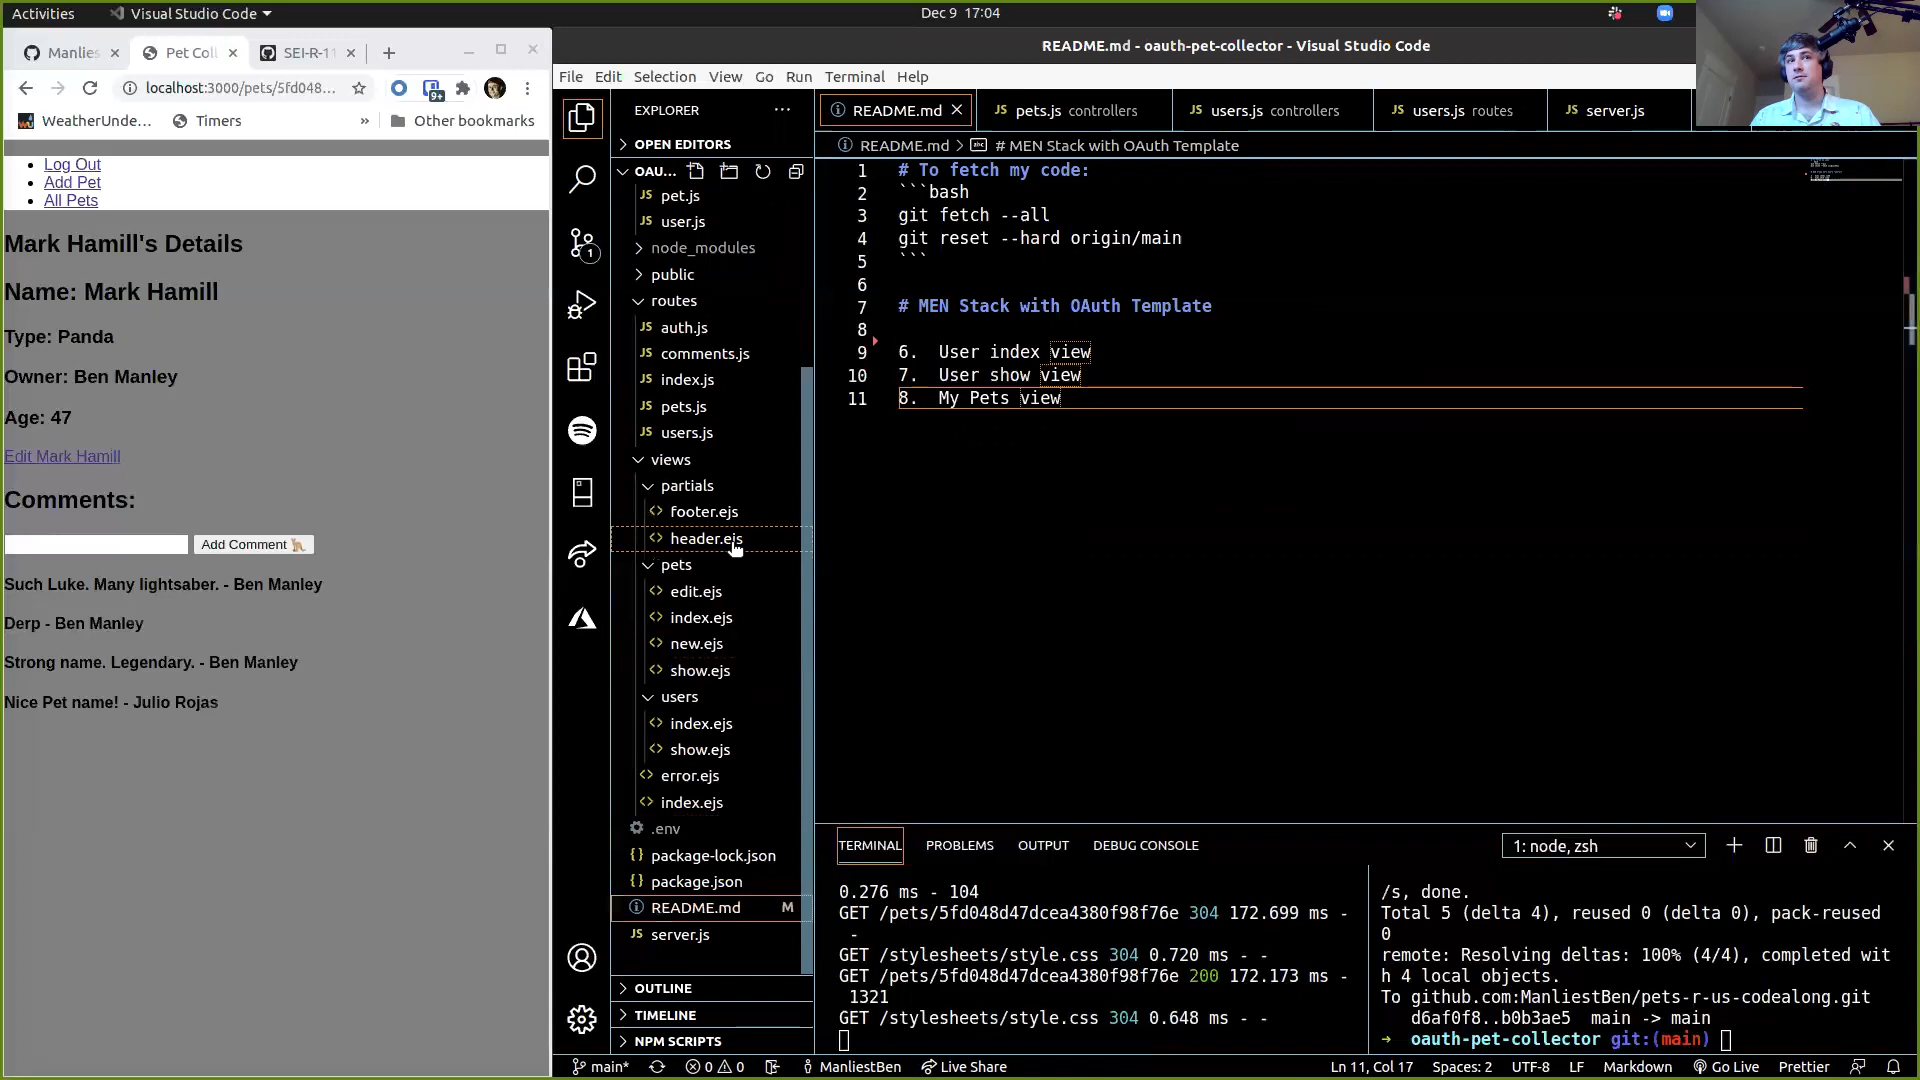 Activities
Visual Studio Code
Dec 9 17:04
Manlies
Pet Coll
SEI-R-11
README.md - oauth-pet-collector - Visual Studio Code
localhost:3000/pets/5fd048...
9+
File Edit Selection View Go Run Terminal Help
WeatherUnde...
Timers
»
Other bookmarks
EXPLORER
README.md
pets.js controllers
users.js controllers
users.js routes
server.js
OPEN EDITORS
README.md > # MEN Stack with OAuth Template
OAU...
Log Out
Add Pet
All Pets
Mark Hamill's Details
Name: Mark Hamill
Type: Panda
Owner: Ben Manley
Age: 47
Edit Mark Hamill
Comments:
Add Comment
Such Luke. Many lightsaber. - Ben Manley
Derp - Ben Manley
Strong name. Legendary. - Ben Manley
Nice Pet name! - Julio Rojas
1
pet.js
user.js
node_modules
public
routes
auth.js
comments.js
index.js
pets.js
users.js
views
partials
footer.ejs
header.ejs
pets
edit.ejs
index.ejs
new.ejs
show.ejs
users
index.ejs
show.ejs
error.ejs
index.ejs
.env
package-lock.json
package.json
README.md M
server.js
OUTLINE
TIMELINE
NPM SCRIPTS
1 # To fetch my code:
2 ```bash
3 git fetch --all
4 git reset --hard origin/main
5 ```
6
7 # MEN Stack with OAuth Template
8
9 6. User index view
10 7. User show view
11 8. My Pets view
TERMINAL PROBLEMS OUTPUT DEBUG CONSOLE
1: node, zsh
0.276 ms - 104
GET /pets/5fd048d47dcea4380f98f76e 304 172.699 ms -
-
GET /stylesheets/style.css 304 0.720 ms - -
GET /pets/5fd048d47dcea4380f98f76e 200 172.173 ms -
1321
GET /stylesheets/style.css 304 0.648 ms - -
/s, done.
Total 5 (delta 4), reused 0 (delta 0), pack-reused
0
remote: Resolving deltas: 100% (4/4), completed wit
h 4 local objects.
To github.com:ManliestBen/pets-r-us-codealong.git
d6af0f8..b0b3ae5 main -> main
→ oauth-pet-collector git:(main)
main* 0 0 ManliestBen Live Share
Ln 11, Col 17 Spaces: 2 UTF-8 LF Markdown Go Live Prettier